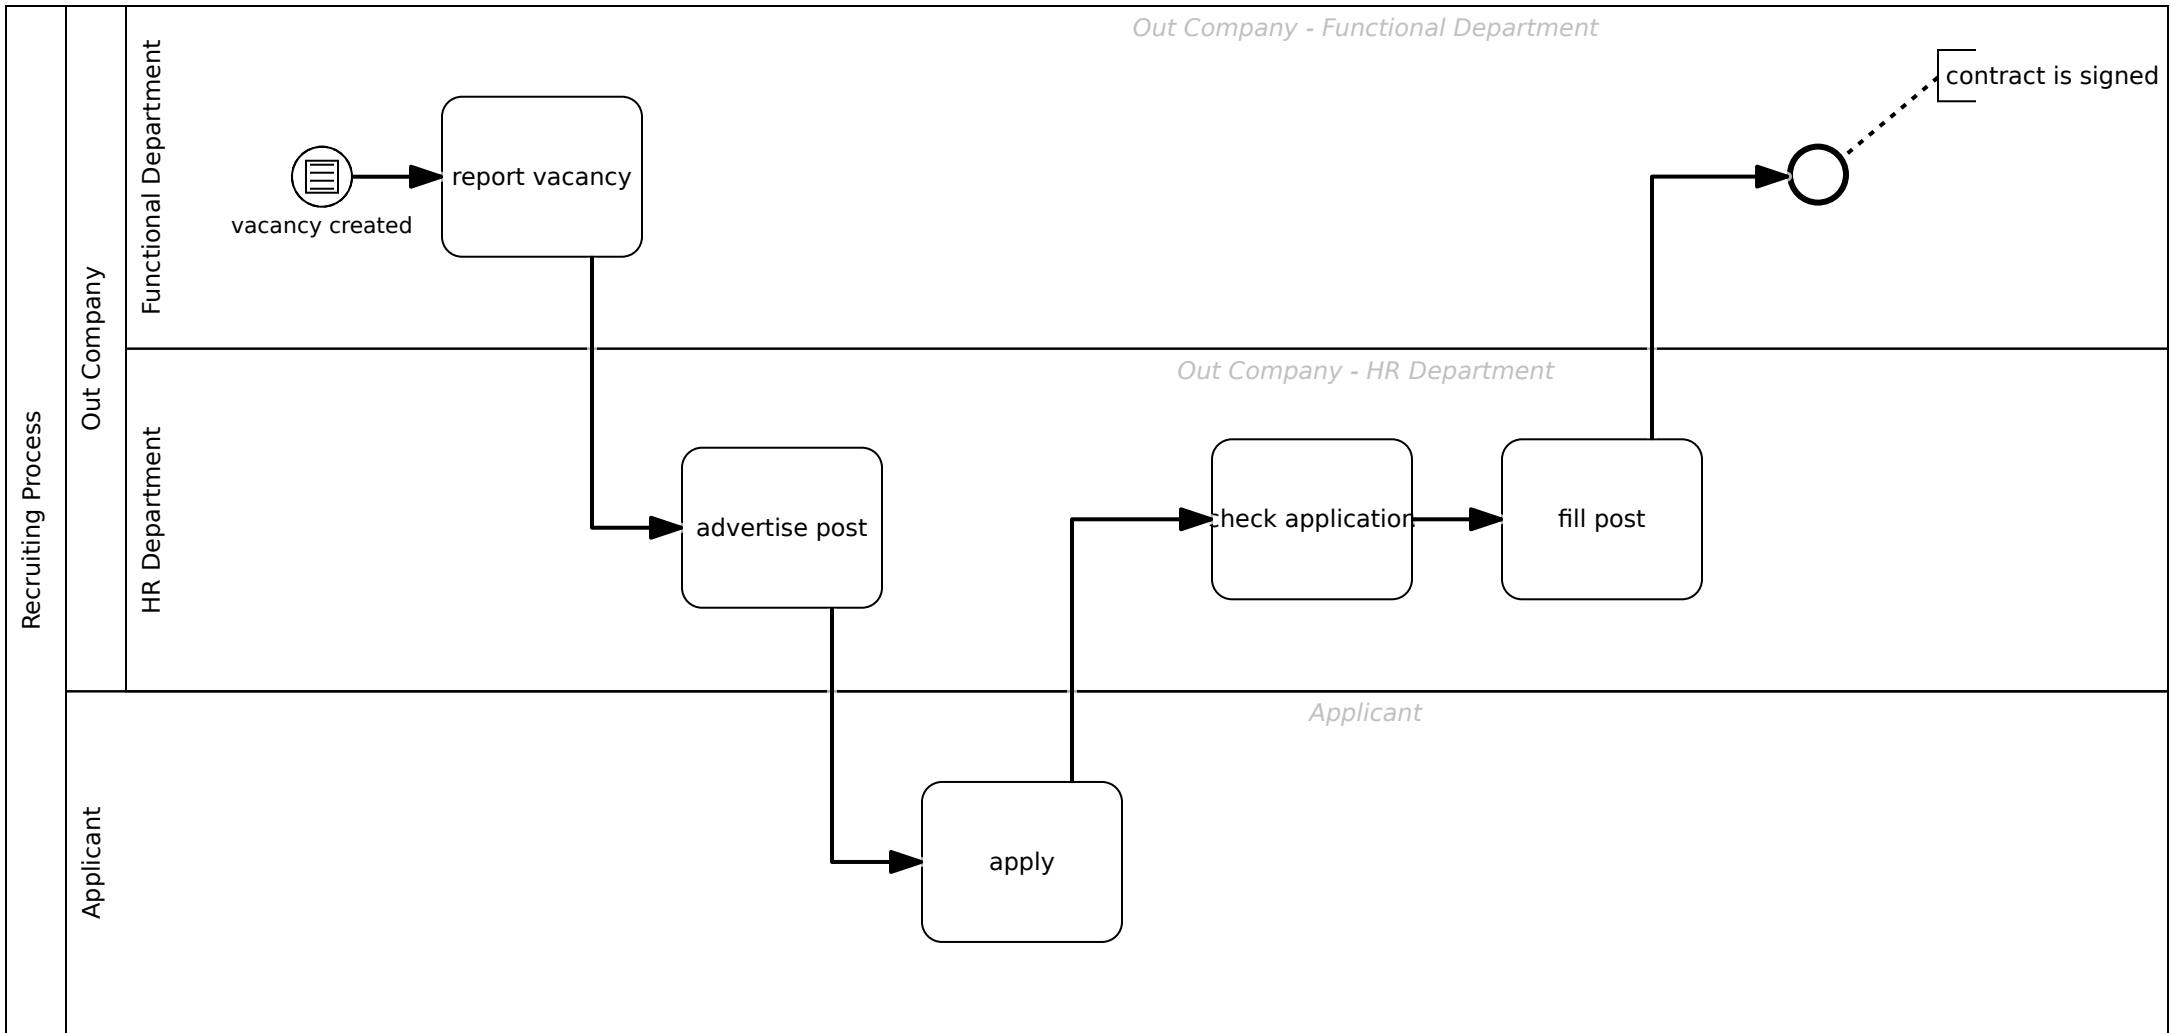 Recruiting Process
Out Company
Functional Department
Out Company - Functional Department
contract is signed
report vacancy
vacancy created
HR Department
Out Company - HR Department
advertise post
check application
fill post
Applicant
Applicant
apply